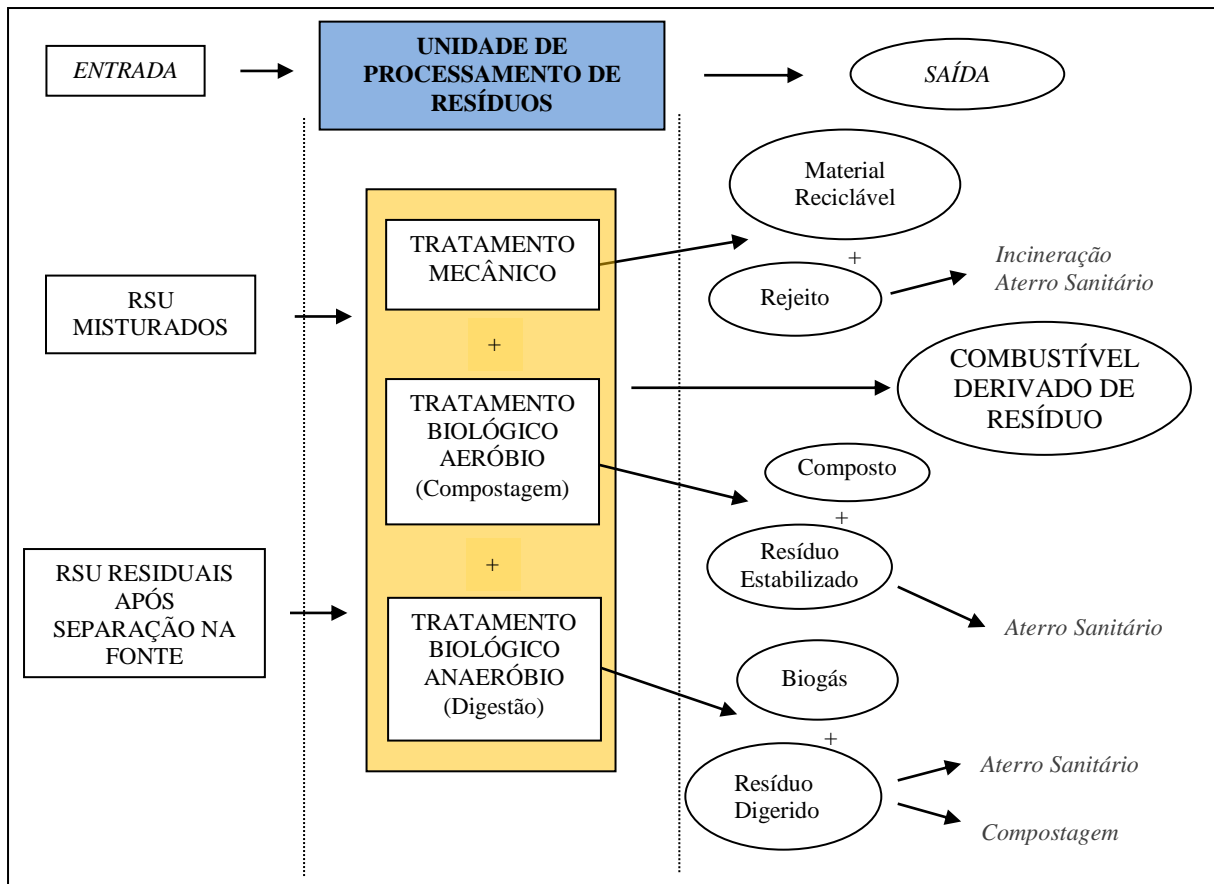 ENTRADA
UNIDADE DE
PROCESSAMENTO DE
RESÍDUOS
SAÍDA
RSU
MISTURADOS
RSU RESIDUAIS
APÓS
SEPARAÇÃO NA
FONTE
TRATAMENTO
MECÂNICO
+
TRATAMENTO
BIOLÓGICO
AERÓBIO
(Compostagem)
+
TRATAMENTO
BIOLÓGICO
ANAERÓBIO
(Digestão)
Material
Reciclável
+
Rejeito
Incineração
Aterro Sanitário
COMBUSTÍVEL
DERIVADO DE
RESÍDUO
Composto
+
Resíduo
Estabilizado
Aterro Sanitário
Biogás
+
Resíduo
Digerido
Aterro Sanitário
Compostagem